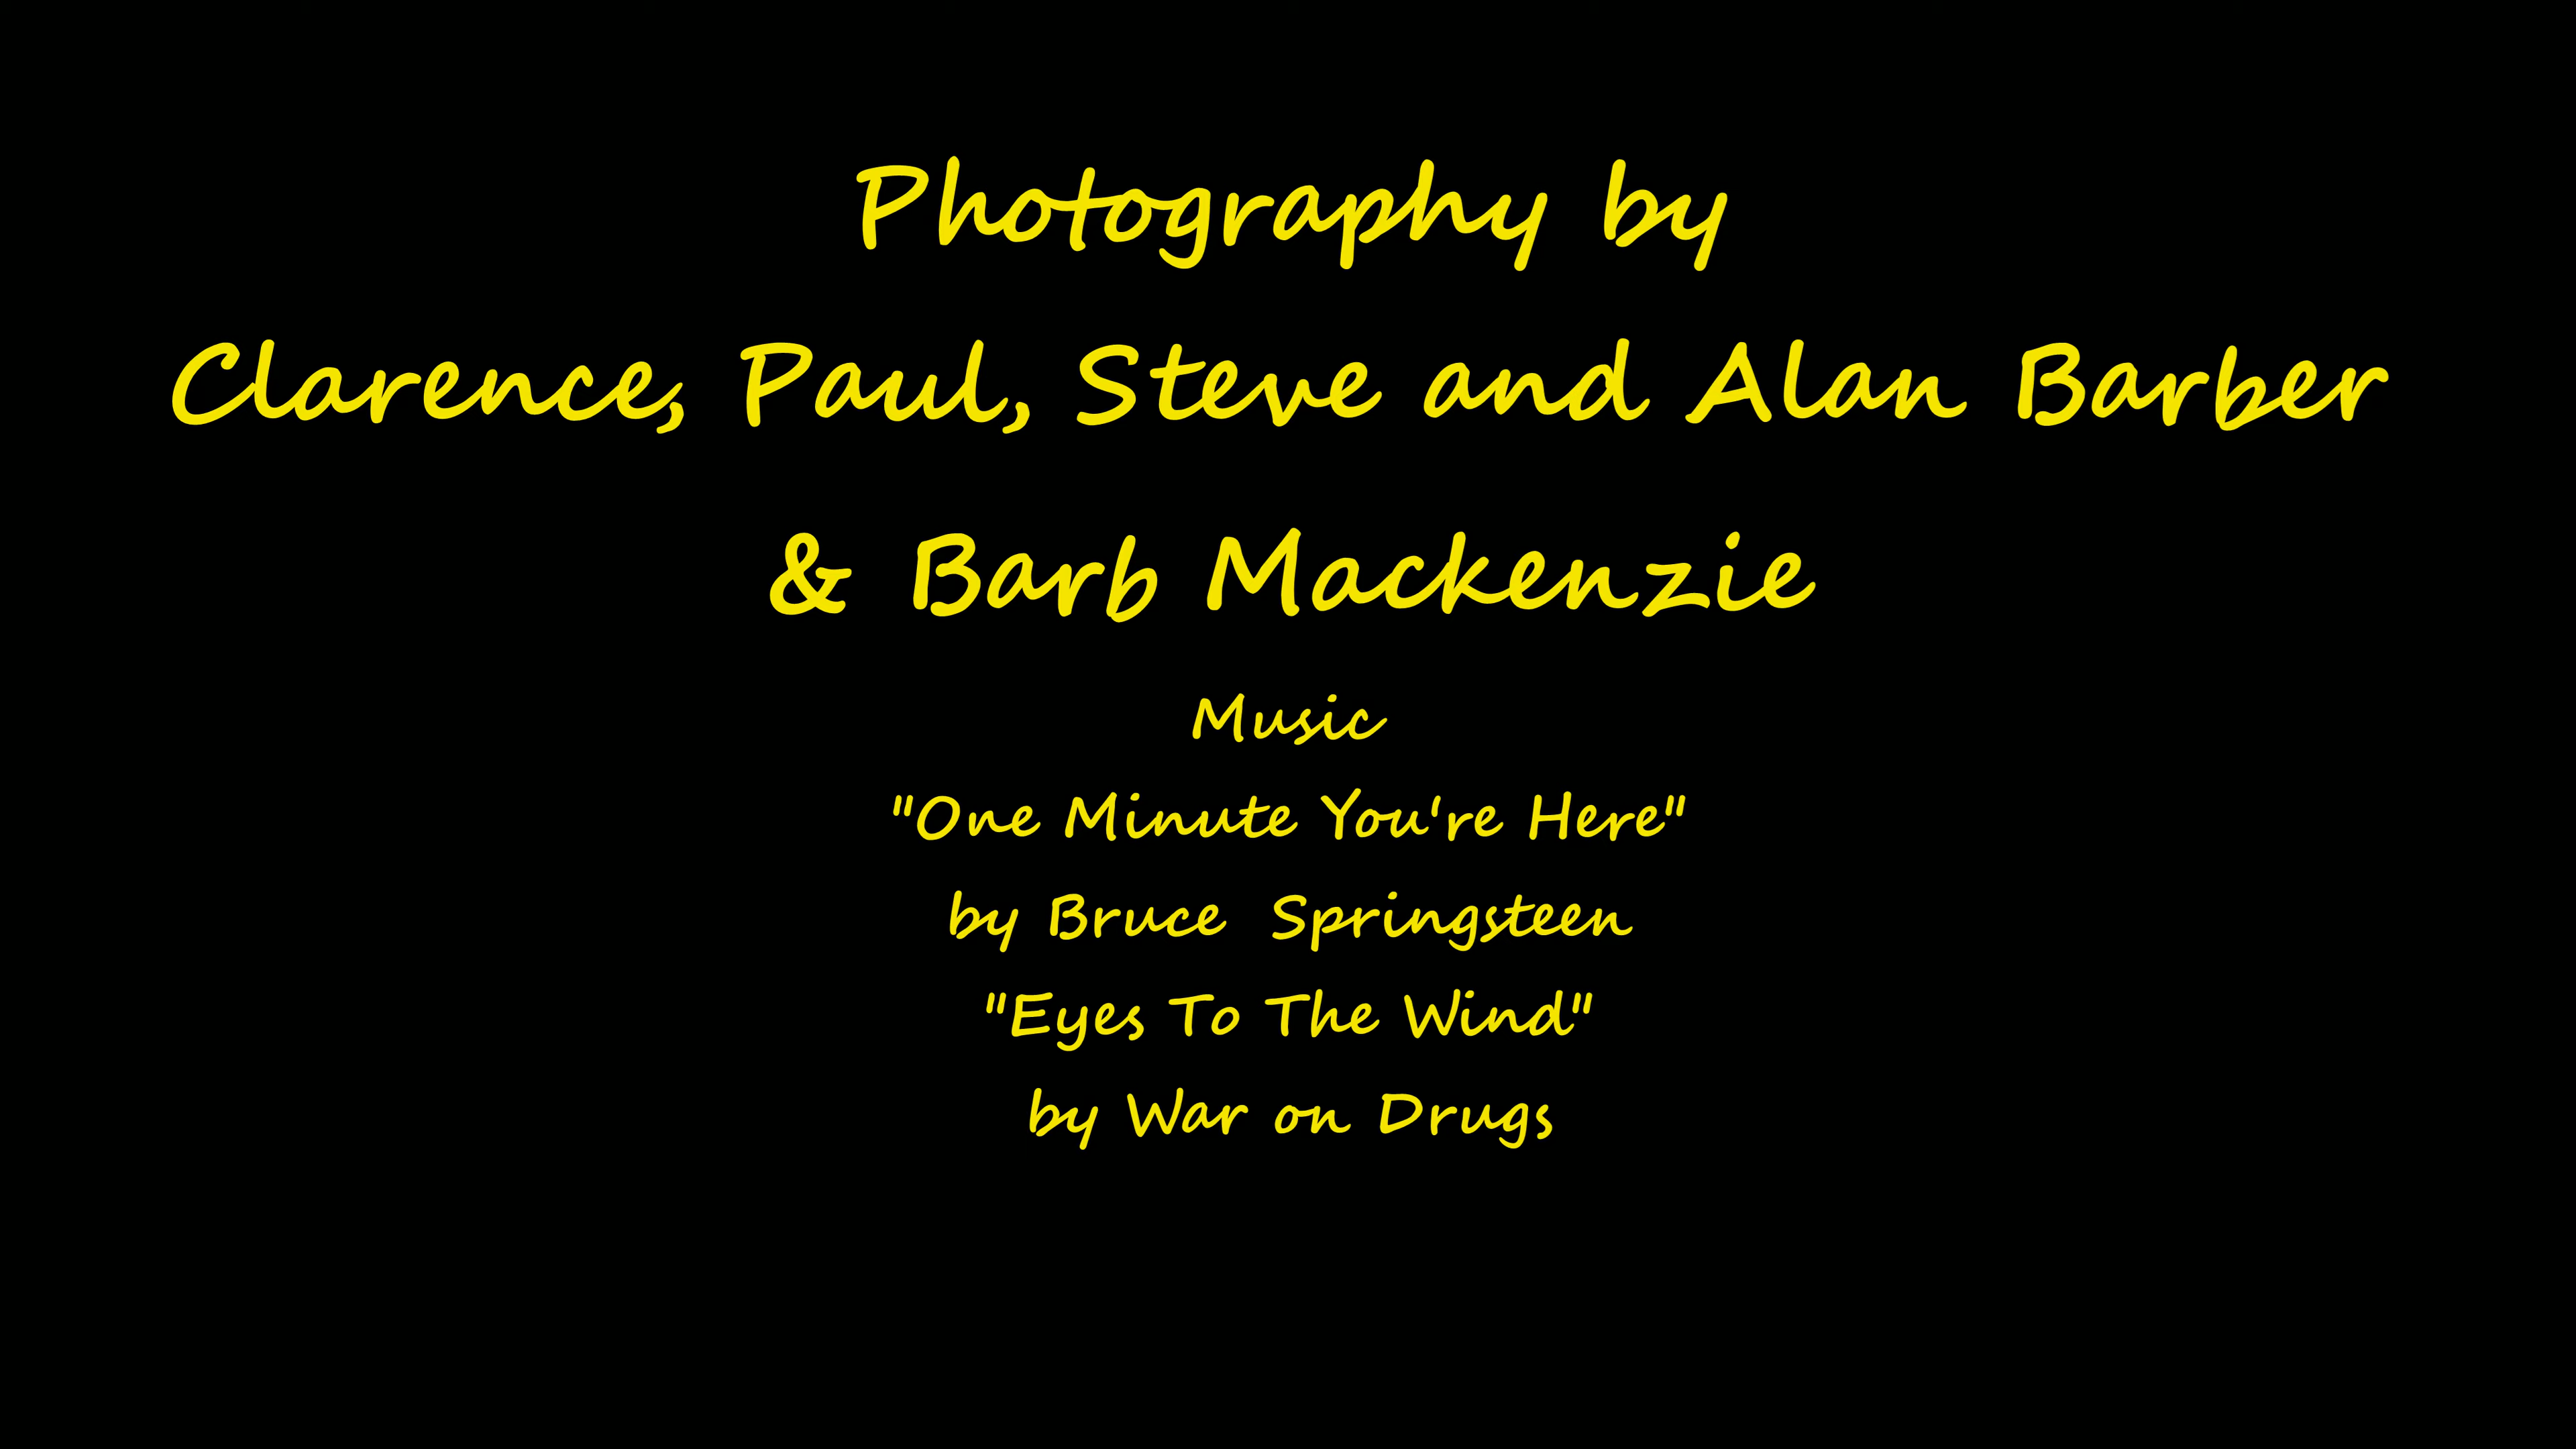 Photography by
Clarence, Paul, Steve and Alan Barber
& Barb Mackenzie
Music
"One Minute You're Here"
by Bruce  Springsteen
"Eyes To The Wind"
by War on Drugs